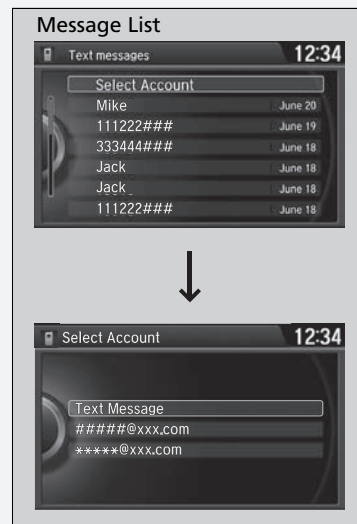 Message List
Text messages 12:34
Select Account
Mike June 20
111222### June 19
333444### June 18
Jack June 18
Jack June 18
111222### June 18
Select Account 12:34
Text Message
#####@xxx.com
*****@xxx.com